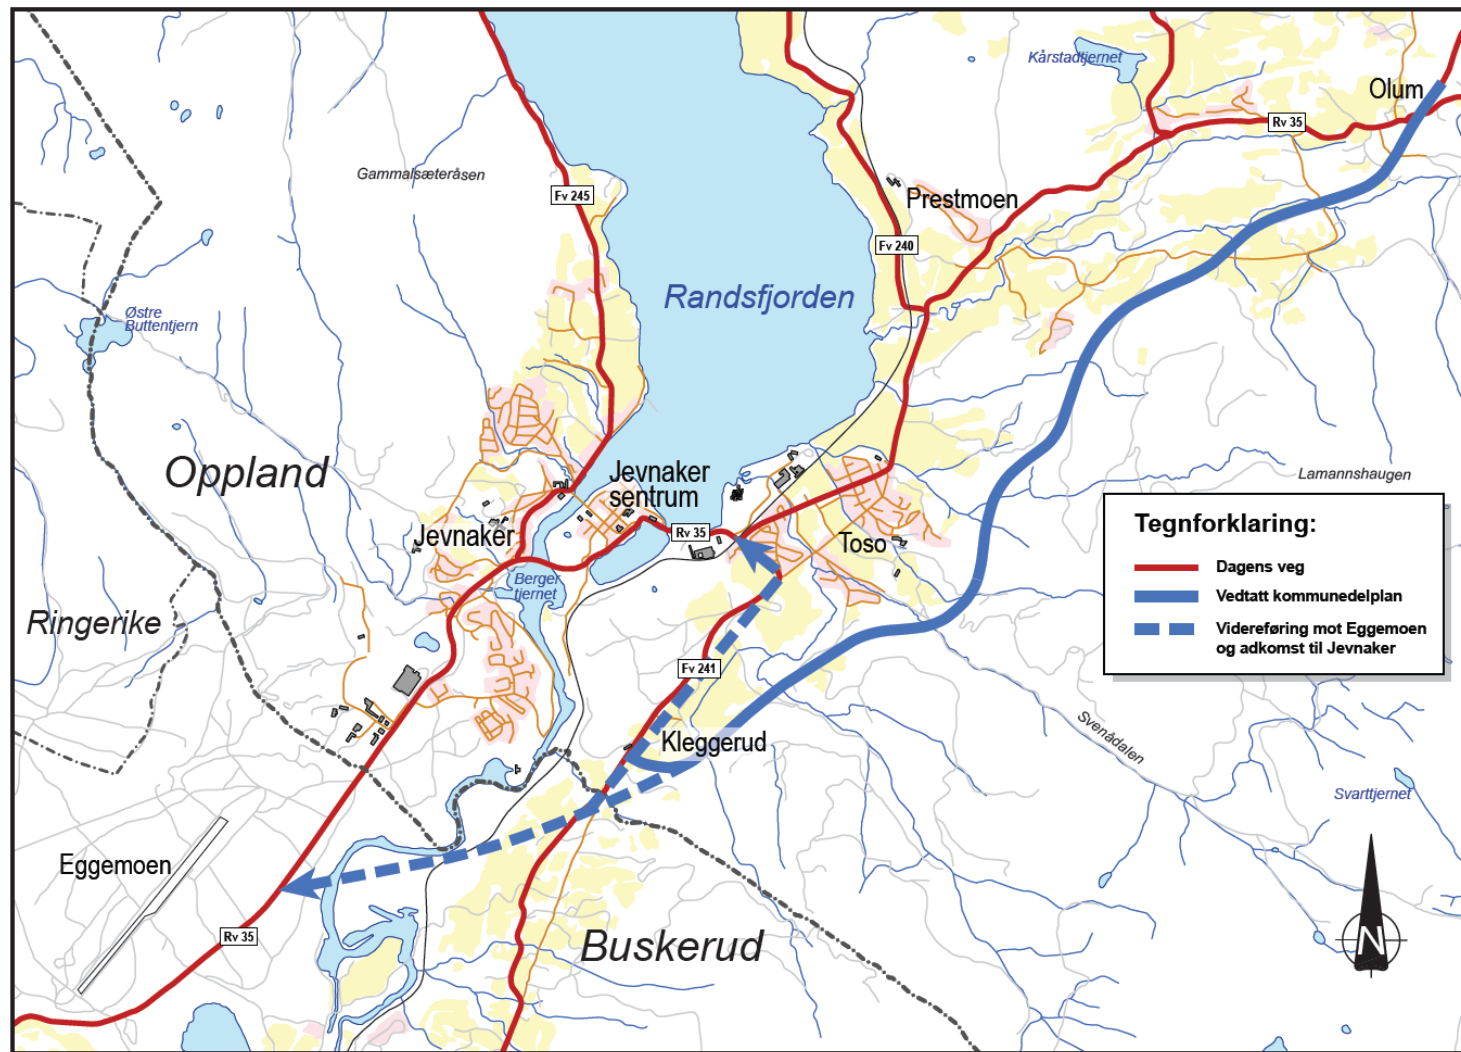 Kårstadtjernet
Olum
Rv 35
Gammalsæteråsen
Fv 245
Prestmoen
Fv 240
Randsfjorden
Østre
Buttentjern
Oppland
Jevnaker
sentrum
Lamannshaugen
Jevnaker
Rv 35
Toso
Berger
tjernet
Ringerike
Fv 241
Kleggerud
Svenådalen
Svarttjernet
Eggemoen
Rv 35
Buskerud
Tegnforklaring:
Dagens veg
Vedtatt kommunedelplan
Videreføring mot Eggemoen
og adkomst til Jevnaker
N